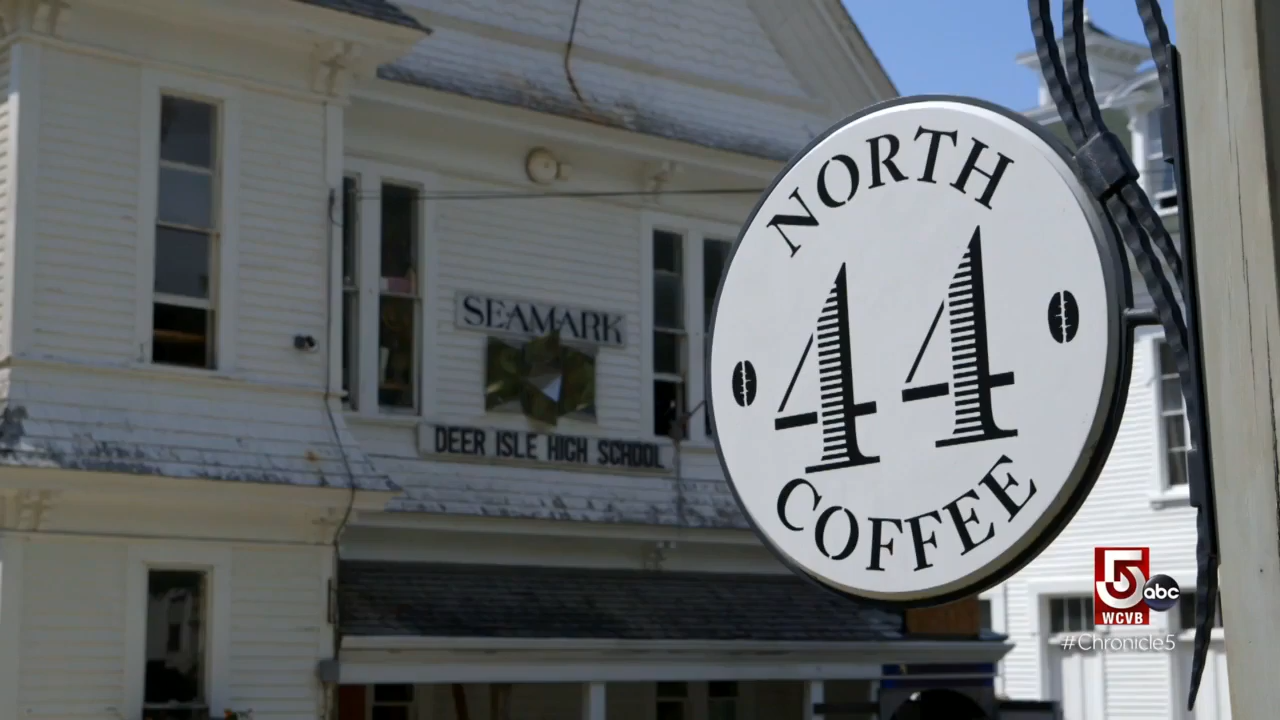 NORTH
44
COFFEE
SEAMARK
DEER ISLE HIGH SCHOOL
5
abc
WCVB
#Chronicle5